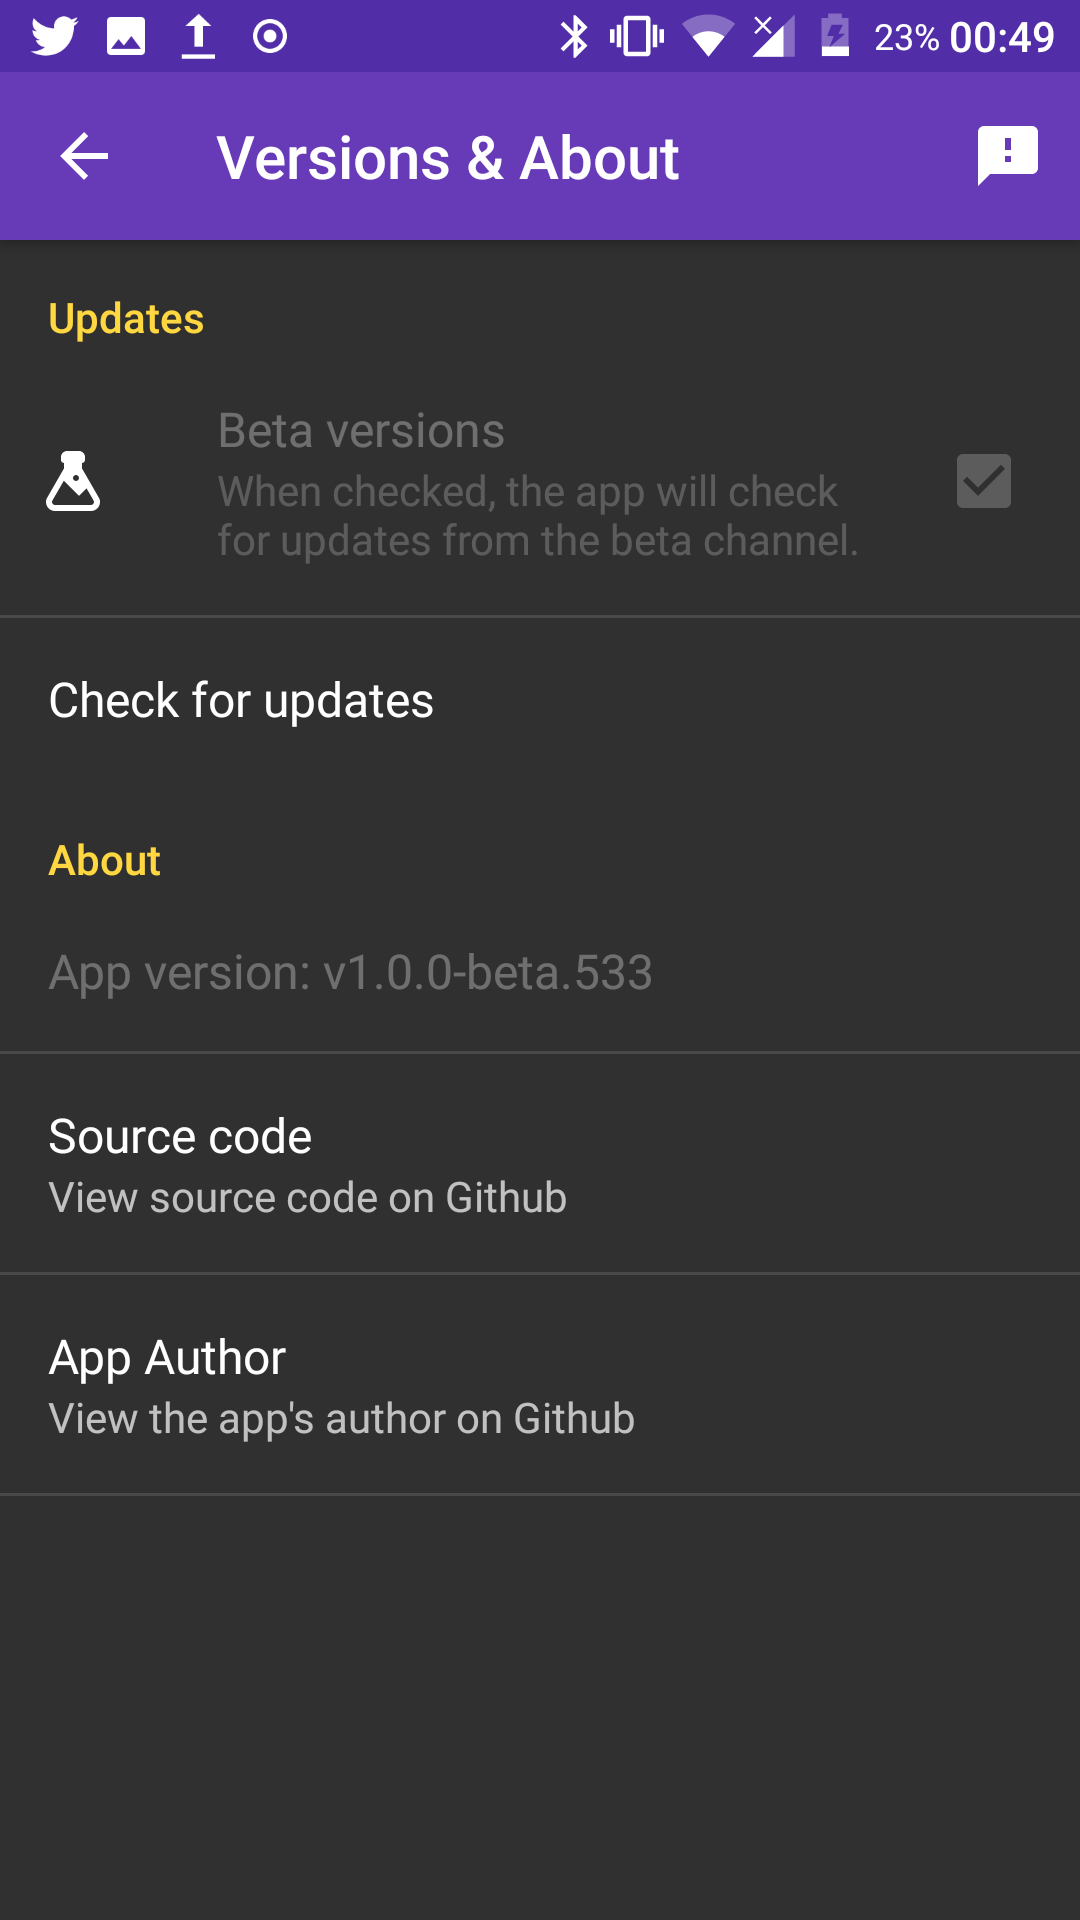 23% 00:49
Versions & About
Updates
Beta versions
When checked, the app will check
for updates from the beta channel.
Check for updates
About
App version: v1.0.0-beta.533
Source code
View source code on Github
App Author
View the app's author on Github